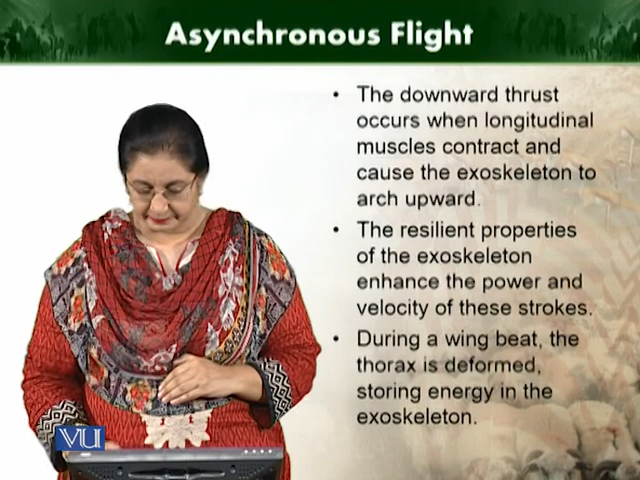 Asynchronous Flight
• The downward thrust
occurs when longitudinal
muscles contract and
cause the exoskeleton to
arch upward.
• The resilient properties
of the exoskeleton
enhance the power and
velocity of these strokes.
• During a wing beat, the
thorax is deformed,
storing energy in the
exoskeleton.
VU